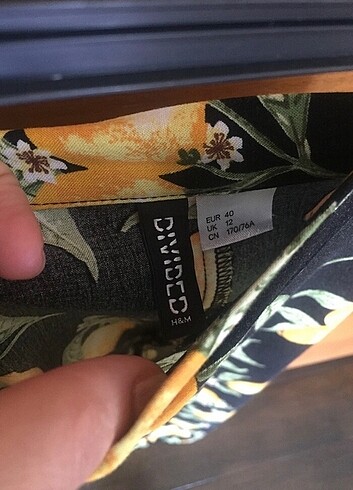 DIVIDED
H&M
EUR 40
UK 12
CN 170/76A